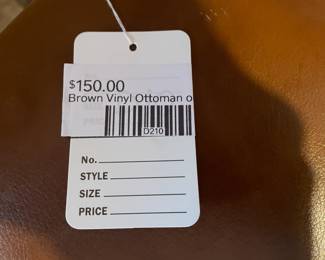 $150.00
Brown Vinyl Ottoman o
D210
No.
STYLE
SIZE
PRICE